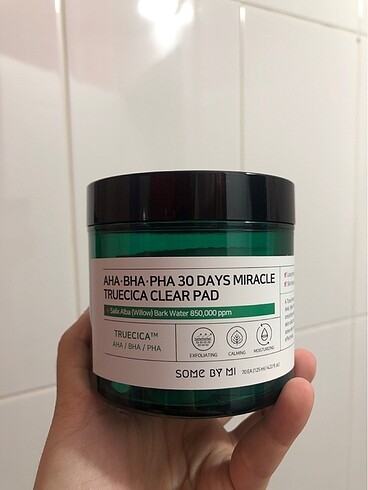 AHA·BHA·PHA 30 DAYS MIRACLE
TRUECICA CLEAR PAD
Salix Alba (Willow) Bark Water 850,000 ppm
TRUECICA™
AHA / BHA / PHA
EXFOLIATING
CALMING
MOISTURIZING
SOME BY MI